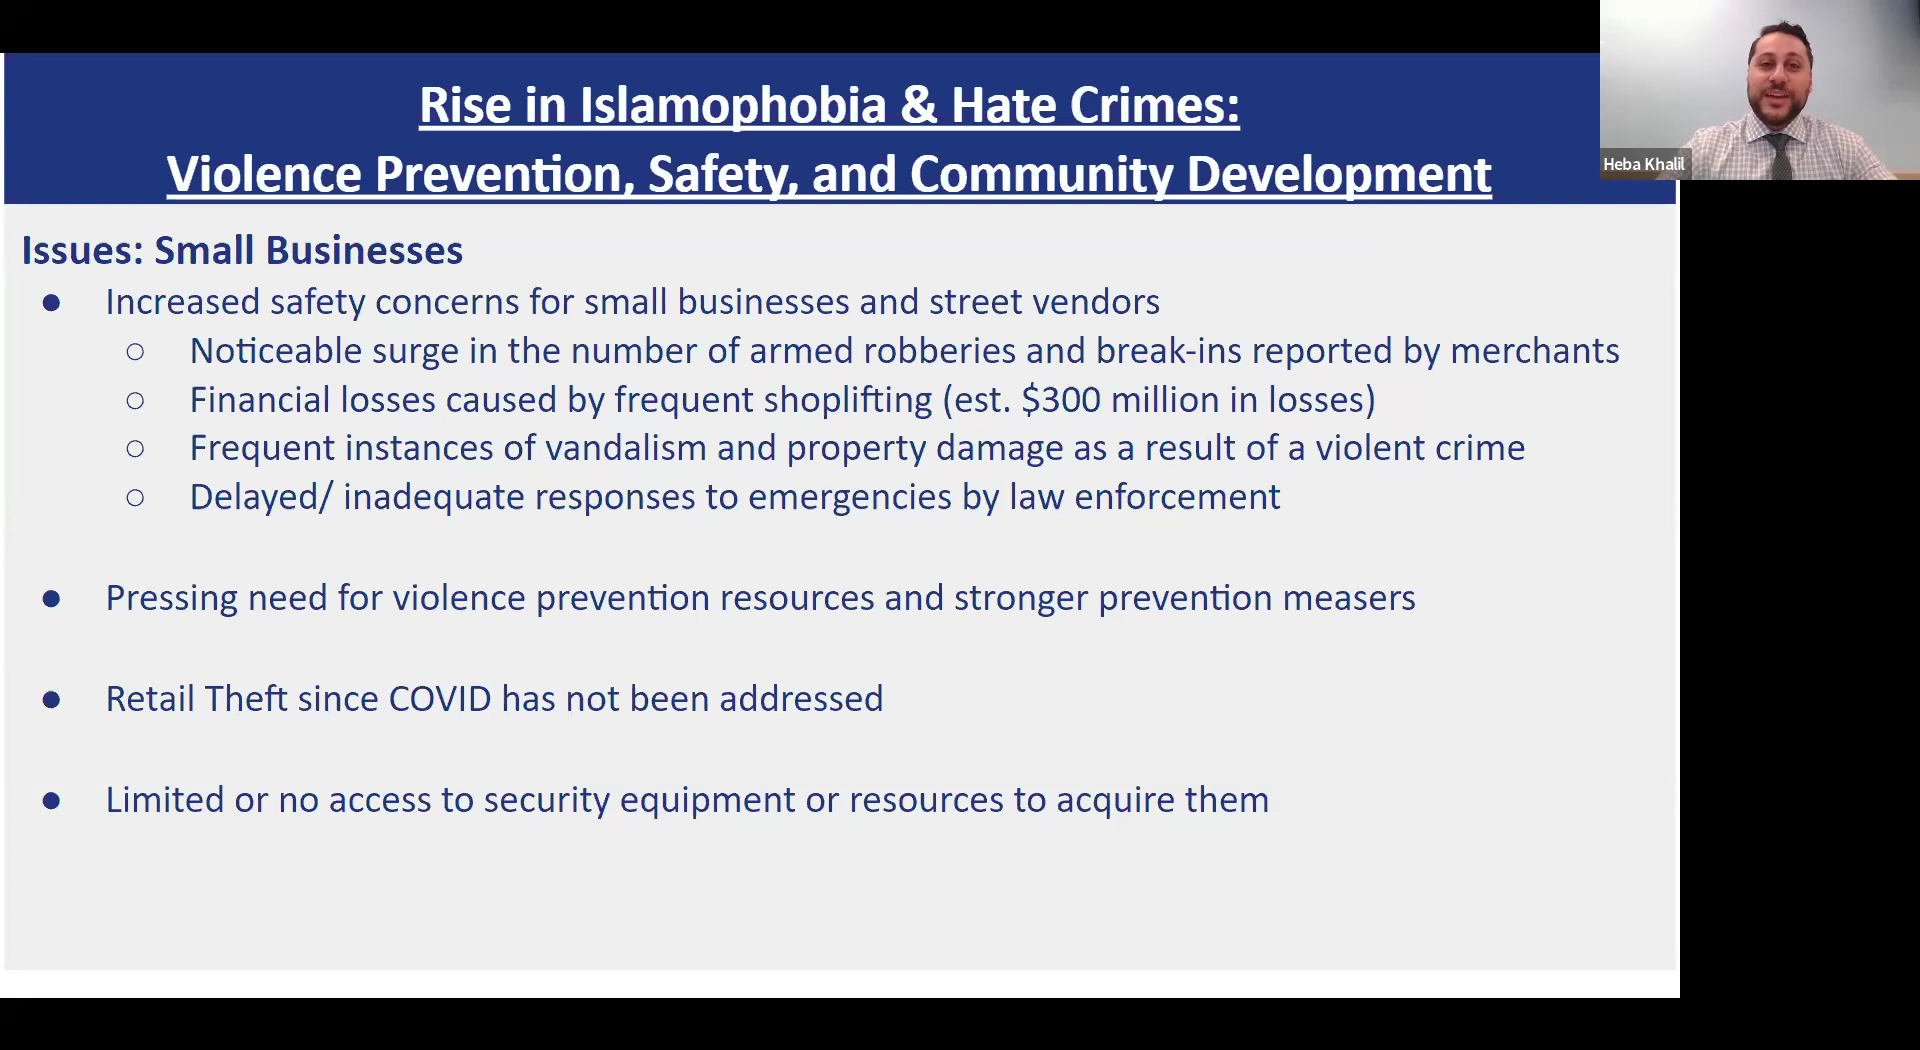 Rise in Islamophobia & Hate Crimes:
Violence Prevention, Safety, and Community Development
Heba Khalil
Issues: Small Businesses
● Increased safety concerns for small businesses and street vendors
○ Noticeable surge in the number of armed robberies and break-ins reported by merchants
○ Financial losses caused by frequent shoplifting (est. $300 million in losses)
○ Frequent instances of vandalism and property damage as a result of a violent crime
○ Delayed/ inadequate responses to emergencies by law enforcement
● Pressing need for violence prevention resources and stronger prevention measers
● Retail Theft since COVID has not been addressed
● Limited or no access to security equipment or resources to acquire them